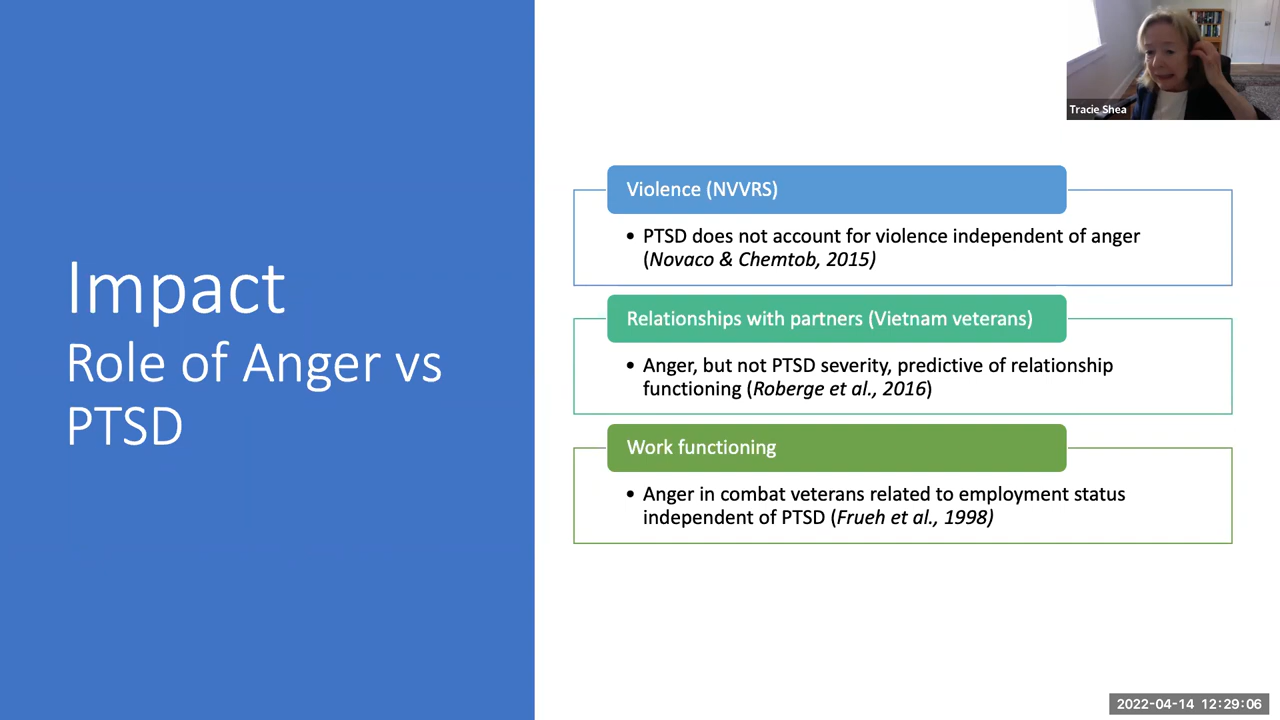 Tracie Shea
Impact
Role of Anger vs
PTSD
Violence (NVVRS)
• PTSD does not account for violence independent of anger
(Novaco & Chemtob, 2015)
Relationships with partners (Vietnam veterans)
• Anger, but not PTSD severity, predictive of relationship
functioning (Roberge et al., 2016)
Work functioning
• Anger in combat veterans related to employment status
independent of PTSD (Frueh et al., 1998)
2022-04-14 12:29:06